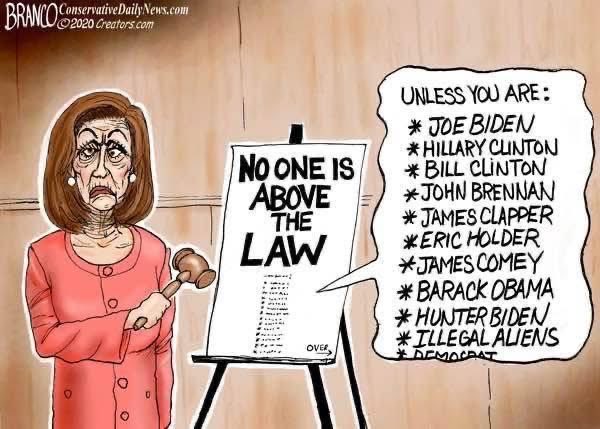 BRANCO ConservativeDailyNews.com
©2020 Creators.com
NO ONE IS
ABOVE
THE
LAW
OVER
UNLESS YOU ARE:
* JOE BIDEN
* HILLARY CLINTON
* BILL CLINTON
* JOHN BRENNAN
* JAMES CLAPPER
* ERIC HOLDER
* JAMES COMEY
* BARACK OBAMA
* HUNTER BIDEN
* ILLEGAL ALIENS
* DEMOCRAT